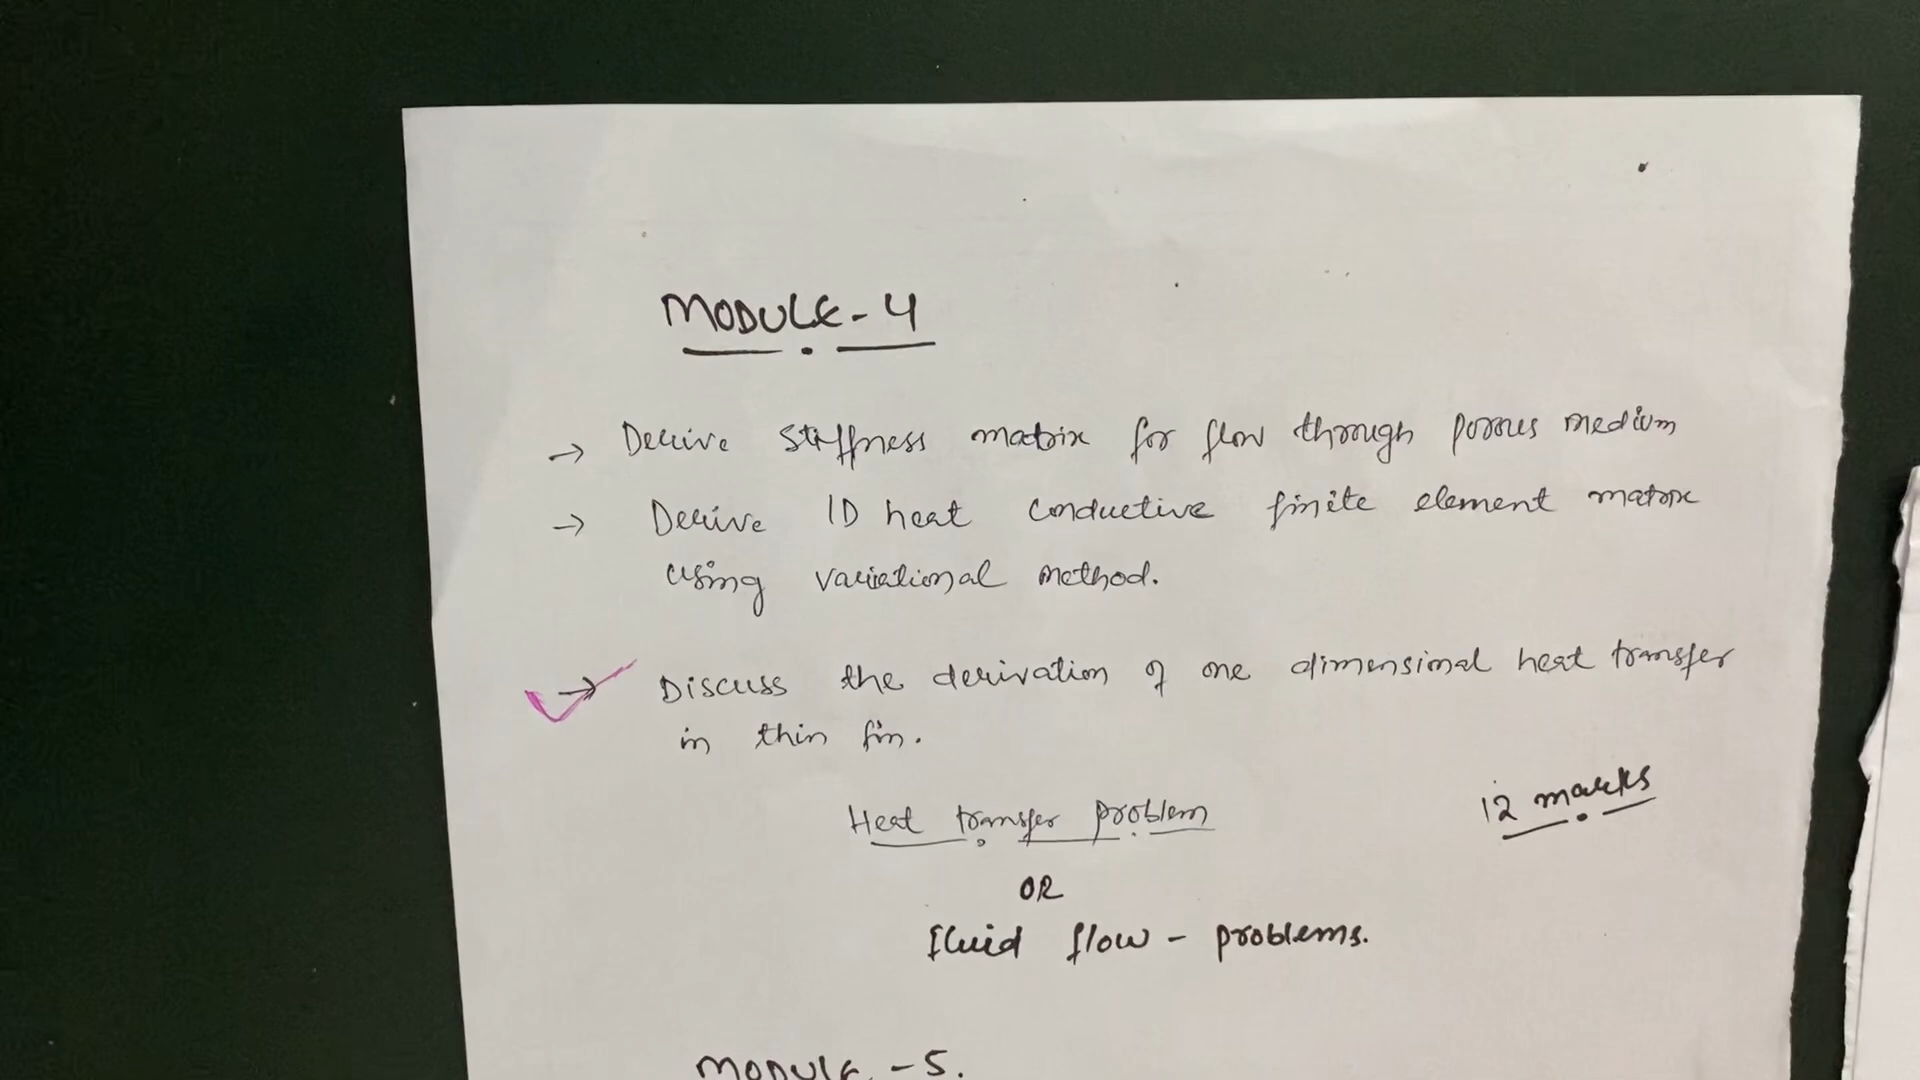 MODULE-4
→ Derive stiffness matrix for flow through porous medium
→ Derive 1D heat conductive finite element matrix
using variational method.
→ Discuss the derivation of one dimensional heat transfer
in thin fin.
Heat transfer problem
12 marks
OR
fluid flow - problems.
MODULE -5.